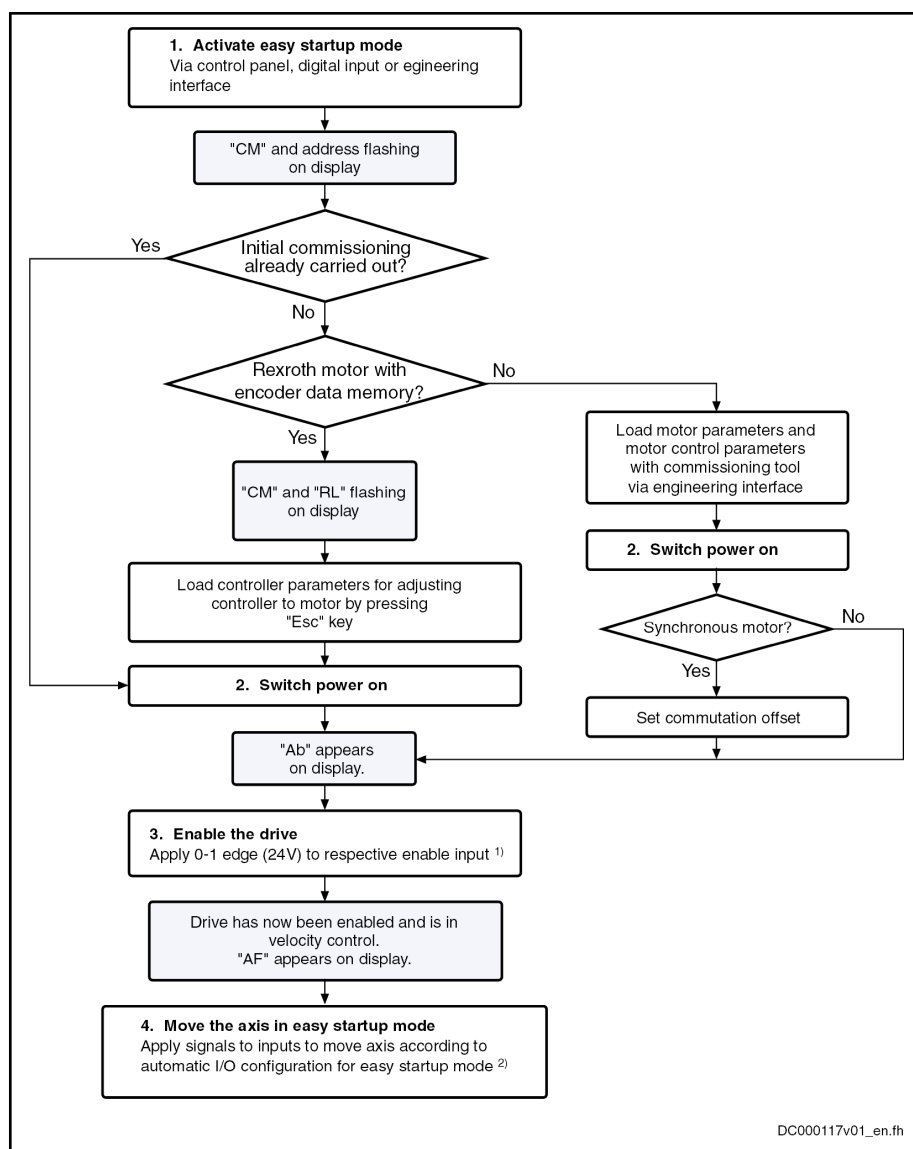 1. Activate easy startup mode
Via control panel, digital input or egineering
interface
"CM" and address flashing
on display
Yes
Initial commissioning
already carried out?
No
Rexroth motor with
encoder data memory?
No
Yes
Load motor parameters and
motor control parameters
with commissioning tool
via engineering interface
"CM" and "RL" flashing
on display
2. Switch power on
Load controller parameters for adjusting
controller to motor by pressing
"Esc" key
Synchronous motor?
No
Yes
2. Switch power on
Set commutation offset
"Ab" appears
on display.
3. Enable the drive
Apply 0-1 edge (24V) to respective enable input 1)
Drive has now been enabled and is in
velocity control.
"AF" appears on display.
4. Move the axis in easy startup mode
Apply signals to inputs to move axis according to
automatic I/O configuration for easy startup mode 2)
DC000117v01_en.fh